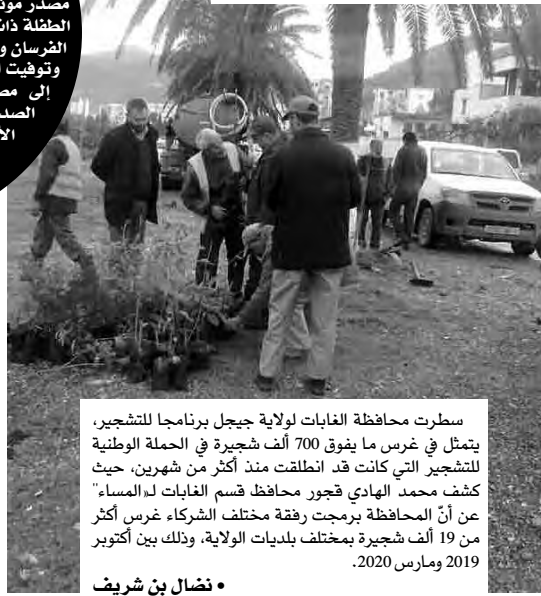 الطفلة ذات
الفرسان و
وتوفيت ا
إلى مص
الصد
الا
سطرت محافظة الغابات لولاية جيجل برنامجا للتشجير،
يتمثل في غرس ما يفوق 700 ألف شجيرة في الحملة الوطنية
للتشجير التي كانت قد انطلقت منذ أكثر من شهرين، حيث
كشف محمد الهادي قجور محافظ قسم الغابات لـ«المساء"
عن أنّ المحافظة برمجت رفقة مختلف الشركاء غرس أكثر
من 19 ألف شجيرة بمختلف بلديات الولاية، وذلك بين أكتوبر
2019 ومارس 2020.
• نضال بن شريف